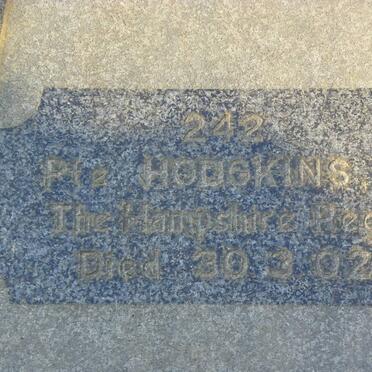 242
Pte HODGKINS,
The Hampshire Reg
Died 30 3 02